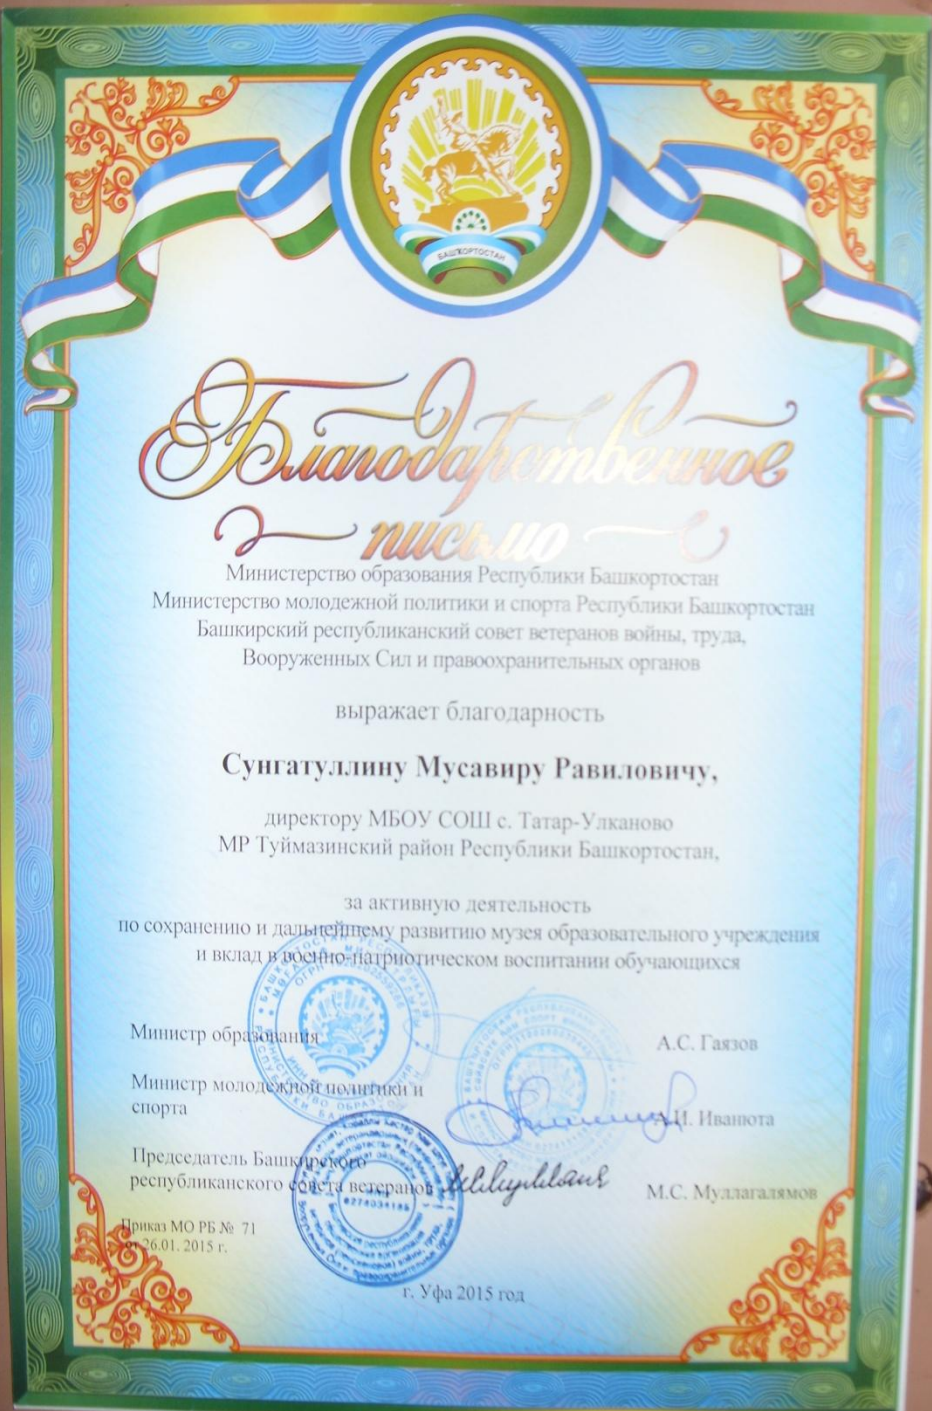 БАШҠОРТОСТАН
Благодарственное
письмо
Министерство образования Республики Башкортостан
Министерство молодежной политики и спорта Республики Башкортостан
Башкирский республиканский совет ветеранов войны, труда,
Вооруженных Сил и правоохранительных органов
выражает благодарность
Сунгатуллину Мусавиру Равиловичу,
директору МБОУ СОШ с. Татар-Улканово
МР Туймазинский район Республики Башкортостан,
за активную деятельность
по сохранению и дальнейшему развитию музея образовательного учреждения
и вклад в военно-патриотическом воспитании обучающихся
Министр образования
А.С. Гаязов
Министр молодежной политики и
спорта
А.И. Иванюта
Председатель Башкирского
республиканского совета ветеранов
М.С. Муллагалямов
Приказ МО РБ № 71
от 26.01. 2015 г.
г. Уфа 2015 год